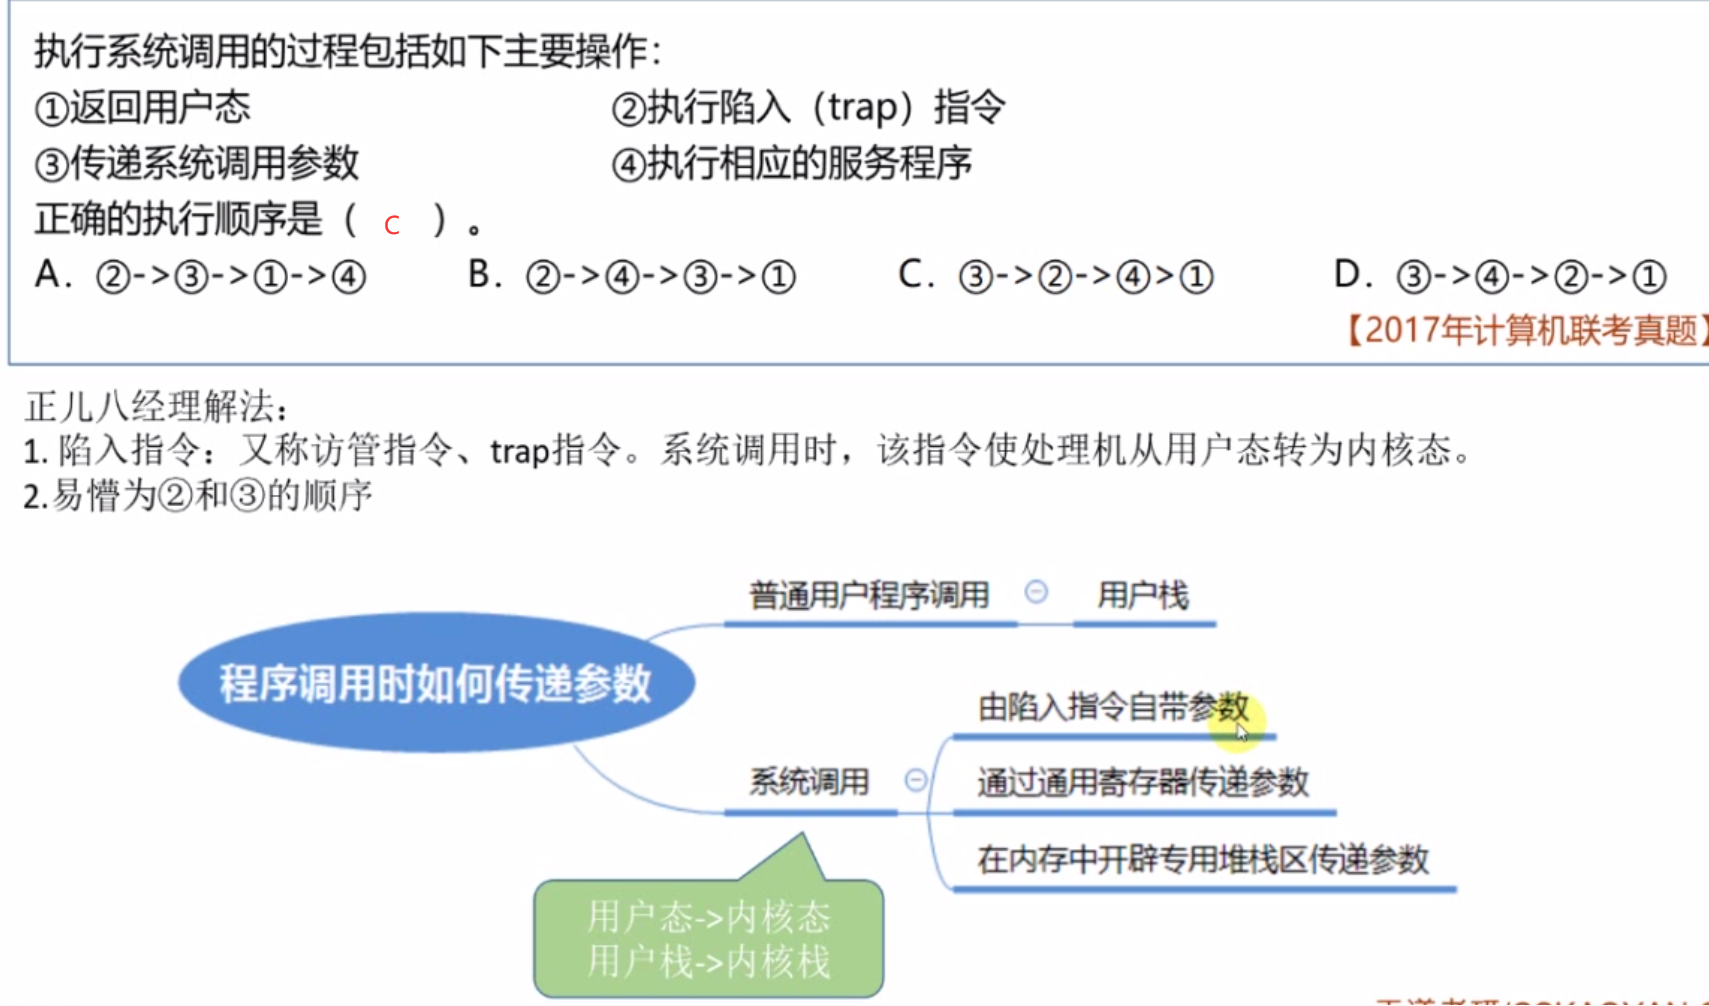 执行系统调用的过程包括如下主要操作：
①返回用户态 ②执行陷入（trap）指令
③传递系统调用参数 ④执行相应的服务程序
正确的执行顺序是（ C ）。
A. ②->③->①->④ B. ②->④->③->① C. ③->②->④>① D. ③->④->②->①
【2017年计算机联考真题】
正儿八经理解法：
1. 陷入指令：又称访管指令、trap指令。系统调用时，该指令使处理机从用户态转为内核态。
2.易懵为②和③的顺序
普通用户程序调用 用户栈
程序调用时如何传递参数
由陷入指令自带参数
系统调用 通过通用寄存器传递参数
在内存中开辟专用堆栈区传递参数
用户态->内核态
用户栈->内核栈